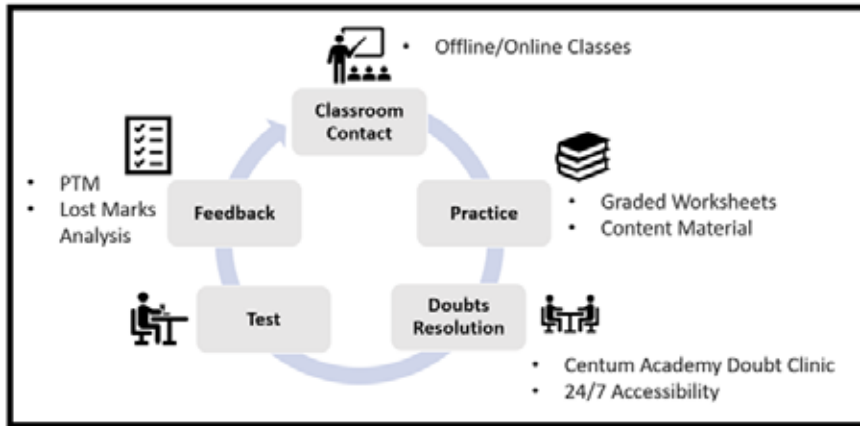 • Offline/Online Classes
Classroom
Contact
• PTM
• Lost Marks
Analysis
Feedback
Practice
• Graded Worksheets
• Content Material
Test
Doubts
Resolution
• Centum Academy Doubt Clinic
• 24/7 Accessibility